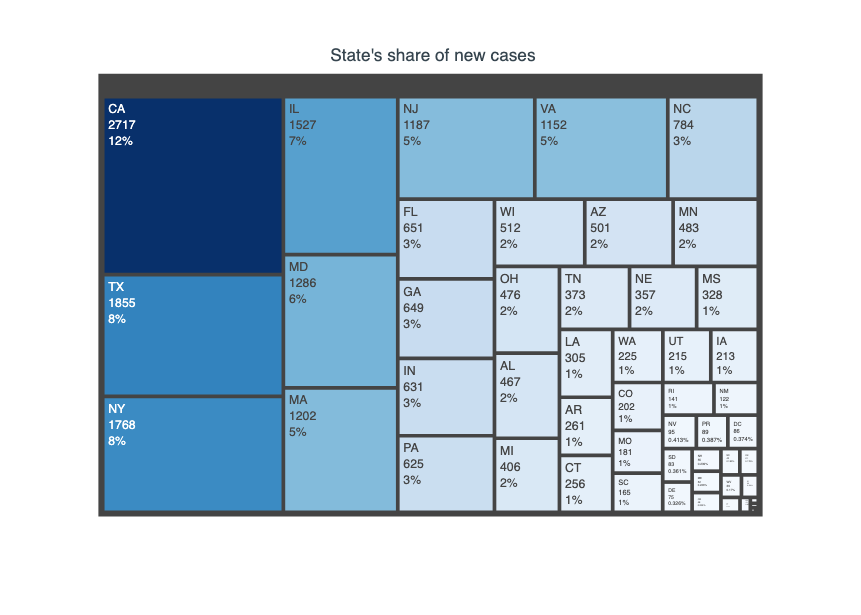 State's share of new cases
CA
2717
12%
TX
1855
8%
NY
1768
8%
IL
1527
7%
MD
1286
6%
MA
1202
5%
NJ
1187
5%
VA
1152
5%
NC
784
3%
FL
651
3%
GA
649
3%
IN
631
3%
PA
625
3%
WI
512
2%
AZ
501
2%
MN
483
2%
OH
476
2%
AL
467
2%
MI
406
2%
TN
373
2%
NE
357
2%
MS
328
1%
LA
305
1%
AR
261
1%
CT
256
1%
WA
225
1%
UT
215
1%
IA
213
1%
CO
202
1%
MO
181
1%
SC
165
1%
RI
141
1%
NM
122
1%
NV
95
0.413%
PR
89
0.387%
DC
86
0.374%
SD
83
0.361%
DE
75
0.326%